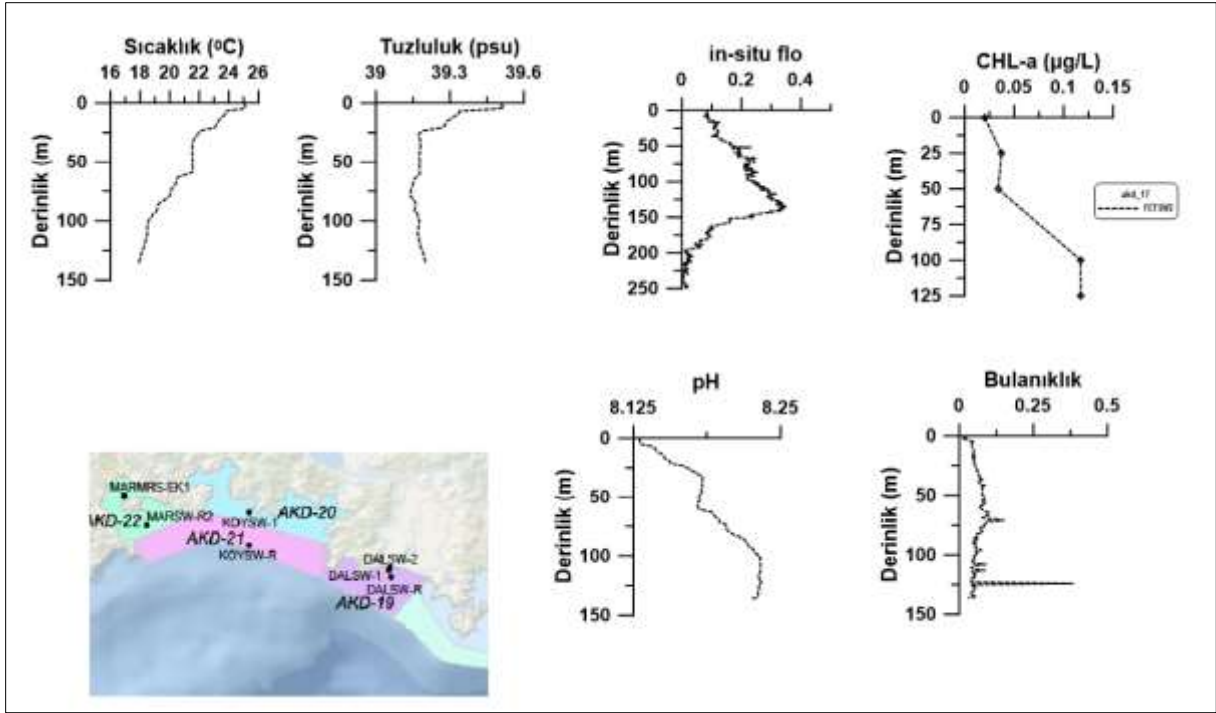 Sıcaklık (ºC)
16 18 20 22 24 26
Derinlik (m)
0
50
100
150
Tuzluluk (psu)
39 39.3 39.6
Derinlik (m)
0
50
100
150
in-situ flo
0 0.2 0.4
Derinlik (m)
0
50
100
150
200
250
CHL-a (µg/L)
0 0.05 0.1 0.15
Derinlik (m)
0
25
50
75
100
125
akd_17
pH
8.125 8.25
Derinlik (m)
0
50
100
150
Bulanıklık
0 0.25 0.5
Derinlik (m)
0
50
100
150
MARMRS-EK1
AKD-22
MARSW-R2
KOYSW-1
AKD-20
AKD-21
KOYSW-R
DALSW-2
DALSW-1
DALSW-R
AKD-19